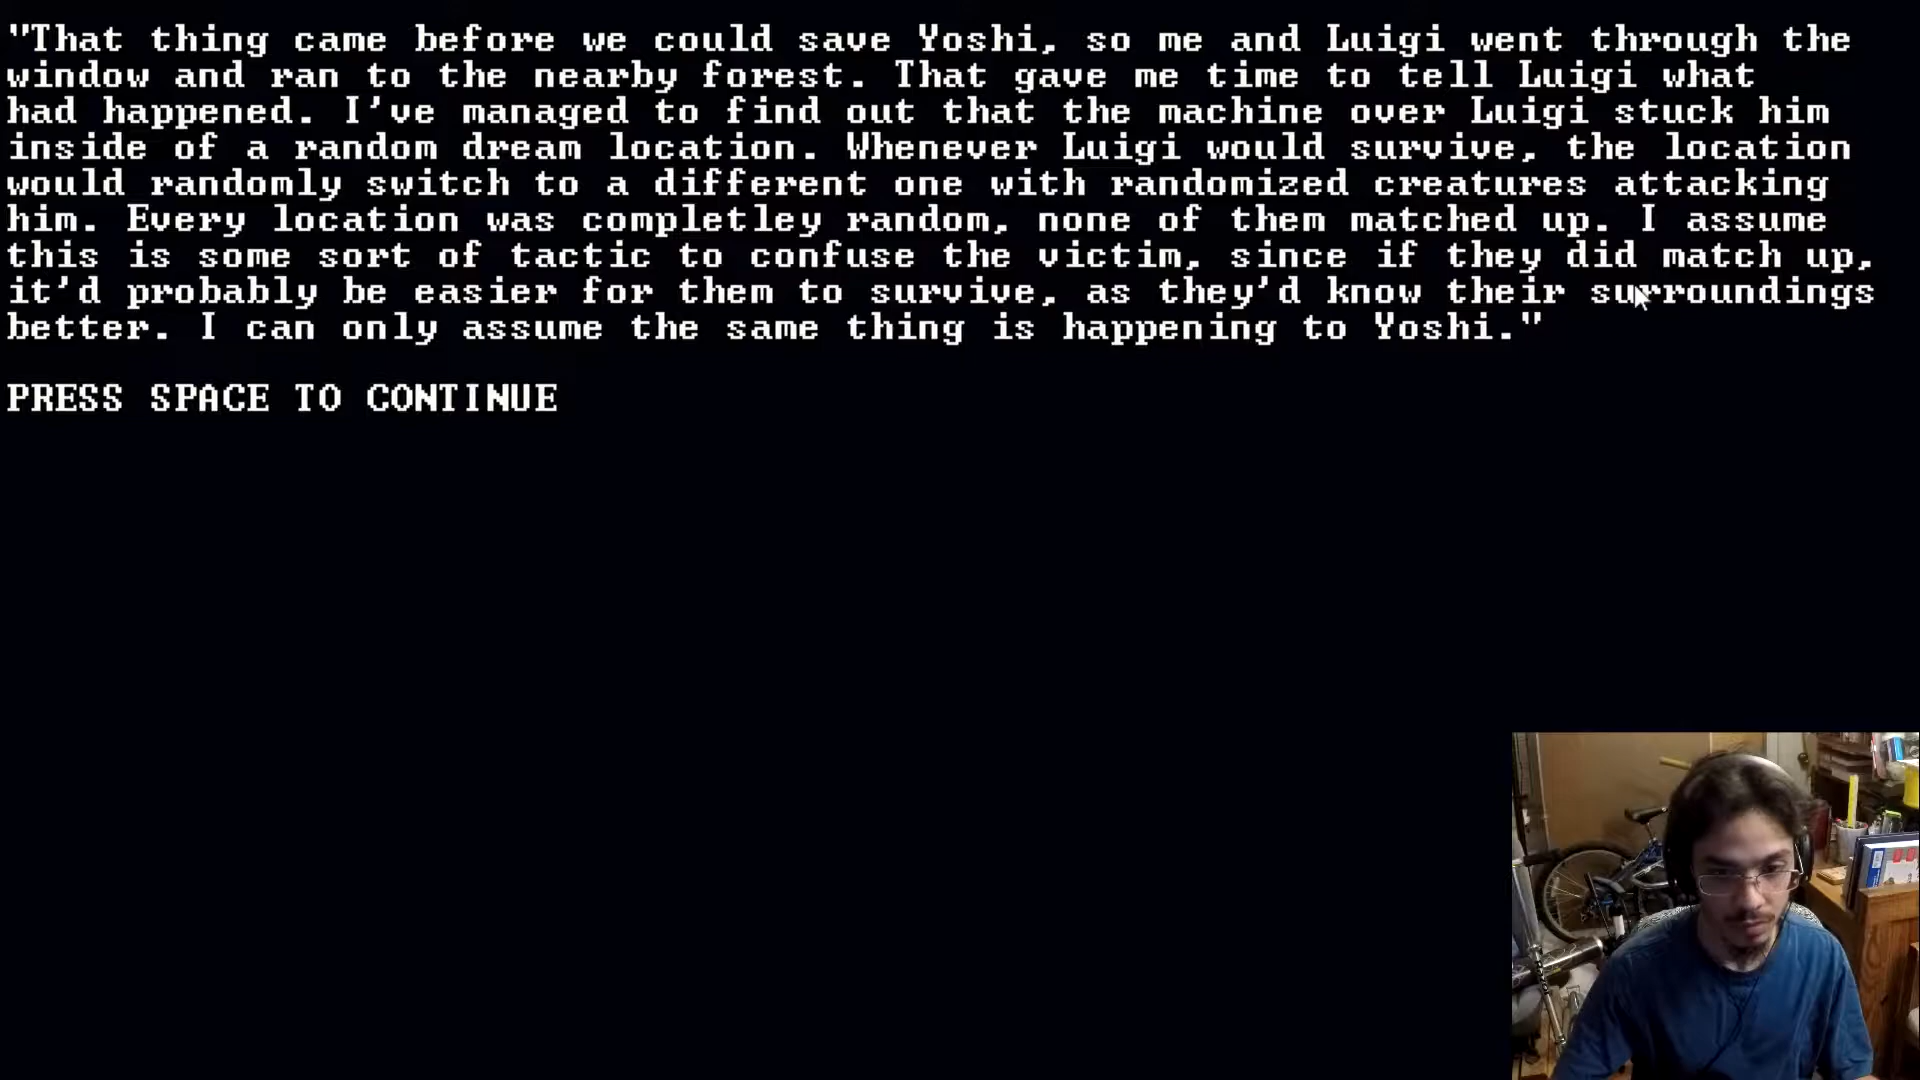 "That thing came before we could save Yoshi, so me and Luigi went through the
window and ran to the nearby forest. That gave me time to tell Luigi what
had happened. I've managed to find out that the machine over Luigi stuck him
inside of a random dream location. Whenever Luigi would survive, the location
would randomly switch to a different one with randomized creatures attacking
him. Every location was completley random, none of them matched up. I assume
this is some sort of tactic to confuse the victim, since if they did match up,
it'd probably be easier for them to survive, as they'd know their surroundings
better. I can only assume the same thing is happening to Yoshi."
PRESS SPACE TO CONTINUE